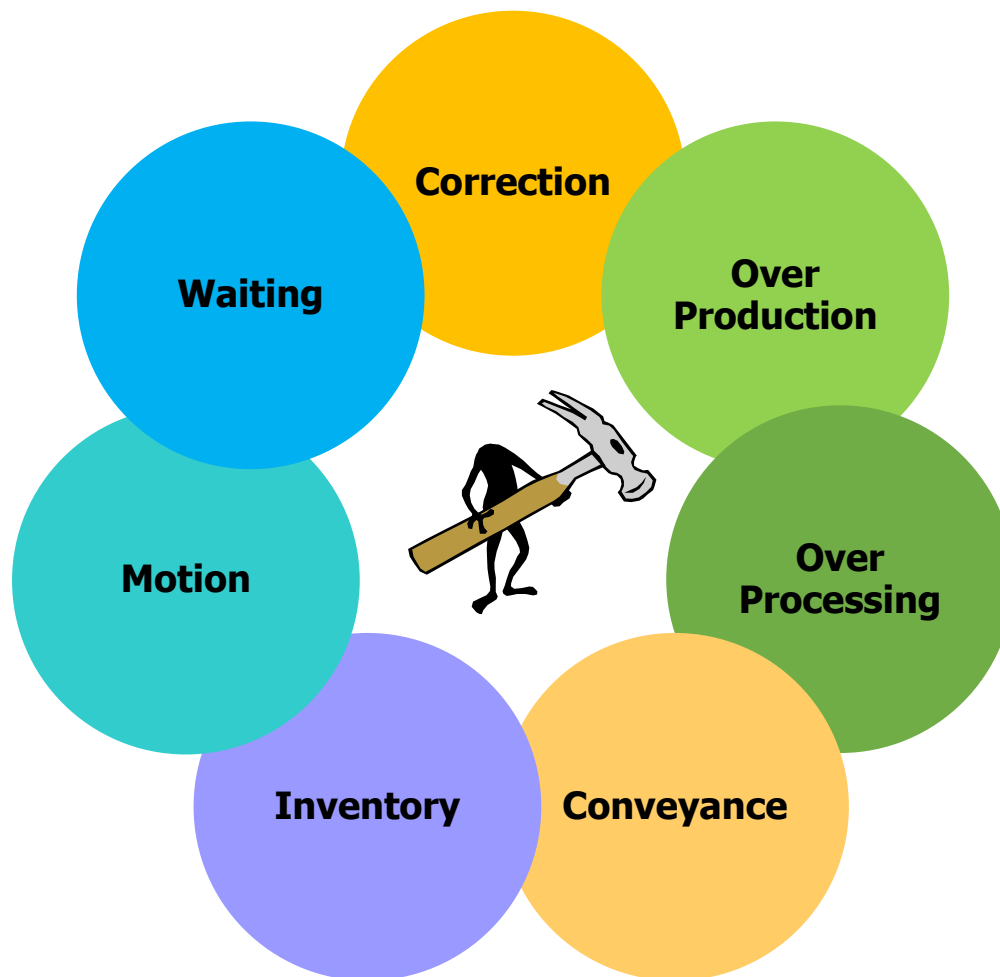 Correction
Over
Production
Over
Processing
Conveyance
Inventory
Motion
Waiting